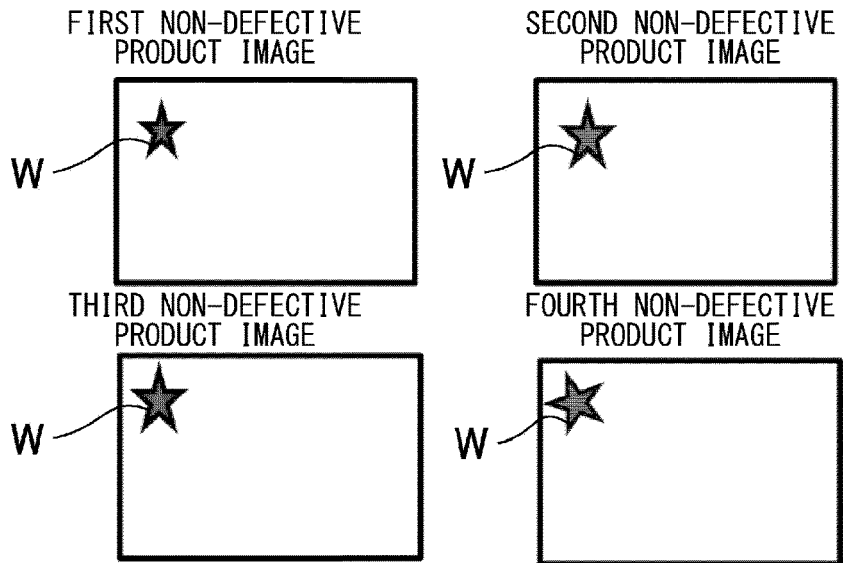 FIRST NON-DEFECTIVE
PRODUCT IMAGE
W
SECOND NON-DEFECTIVE
PRODUCT IMAGE
W
THIRD NON-DEFECTIVE
PRODUCT IMAGE
W
FOURTH NON-DEFECTIVE
PRODUCT IMAGE
W